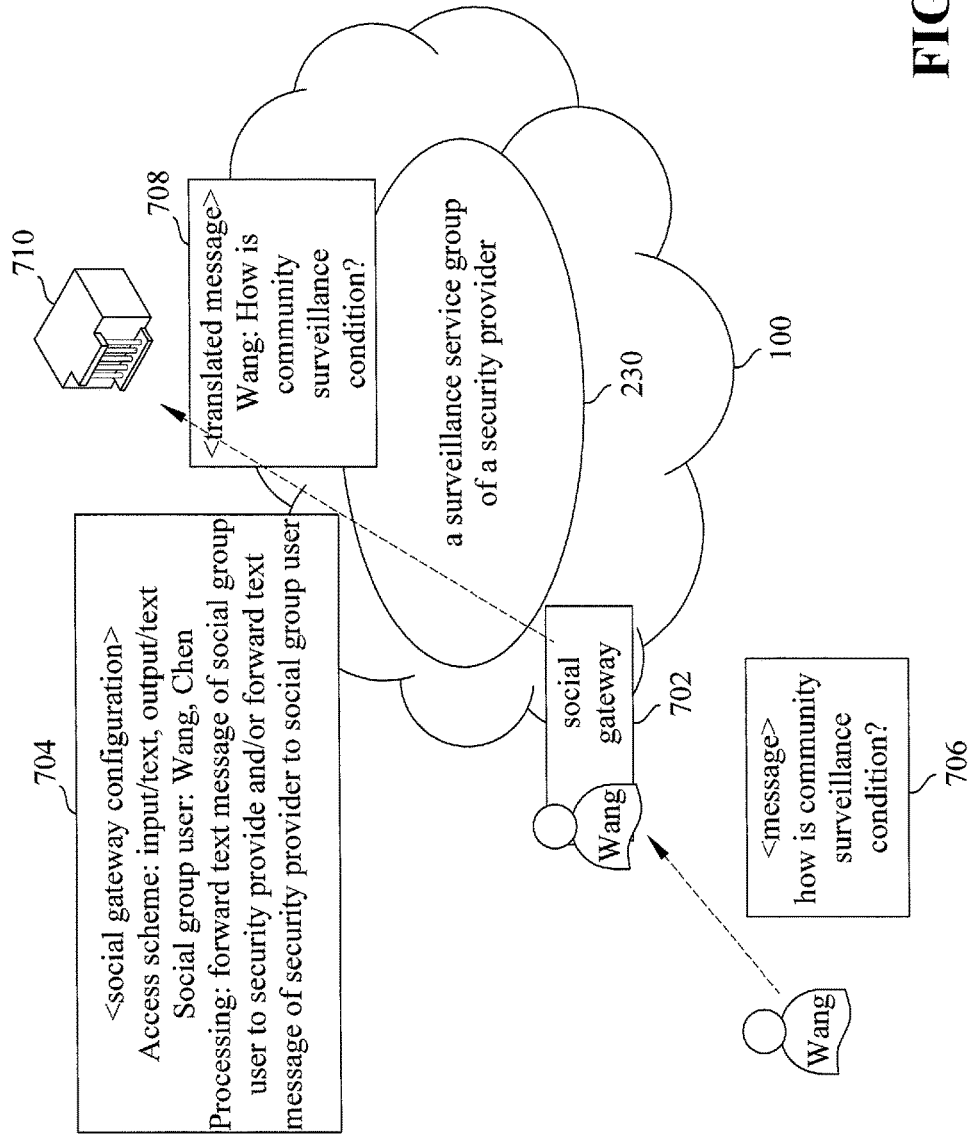 704
<social gateway configuration>
Access scheme: input/text, output/text
Social group user: Wang, Chen
Processing: forward text message of social group
user to security provide and/or forward text
message of security provider to social group user
710
708
<translated message>
Wang: How is
community
surveillance
condition?
a surveillance service group
of a security provider
230
100
social
gateway
702
Wang
Wang
<message>
how is community
surveillance
condition?
706
FIG